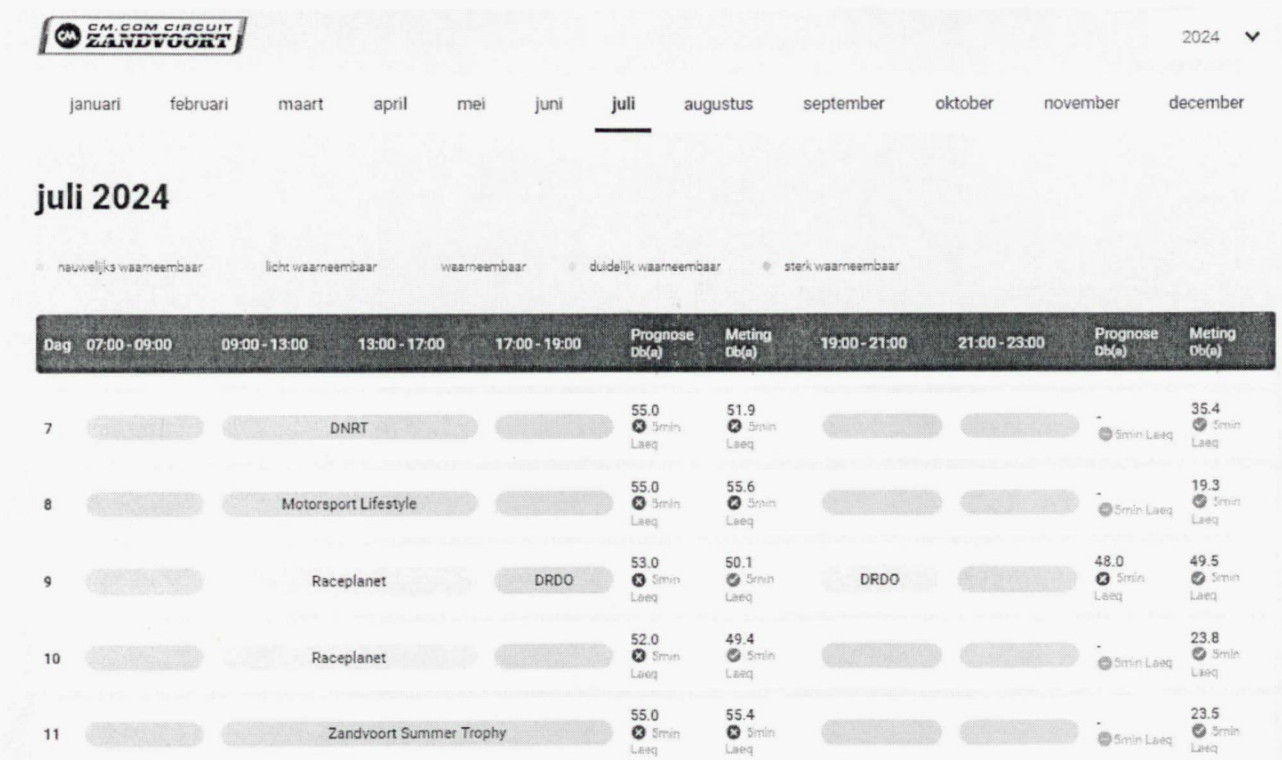 CM.COM CIRCUIT
ZANDVOORT
2024
januari februari maart april mei juni juli augustus september oktober november december
juli 2024
nauwelijks waarneembaar licht waarneembaar waarneembaar duidelijk waarneembaar sterk waarneembaar
Dag 07:00 - 09:00 09:00 - 13:00 13:00 - 17:00 17:00 - 19:00 Prognose Db(a) Meting Db(a) 19:00 - 21:00 21:00 - 23:00 Prognose Db(a) Meting Db(a)
7 DNRT 55.0 5min Laeq 51.9 5min Laeq - 5min Laeq 35.4 5min Laeq
8 Motorsport Lifestyle 55.0 5min Laeq 55.6 5min Laeq - 5min Laeq 19.3 5min Laeq
9 Raceplanet DRDO 53.0 5min Laeq 50.1 5min Laeq DRDO 48.0 5min Laeq 49.5 5min Laeq
10 Raceplanet 52.0 5min Laeq 49.4 5min Laeq - 5min Laeq 23.8 5min Laeq
11 Zandvoort Summer Trophy 55.0 5min Laeq 55.4 5min Laeq - 5min Laeq 23.5 5min Laeq